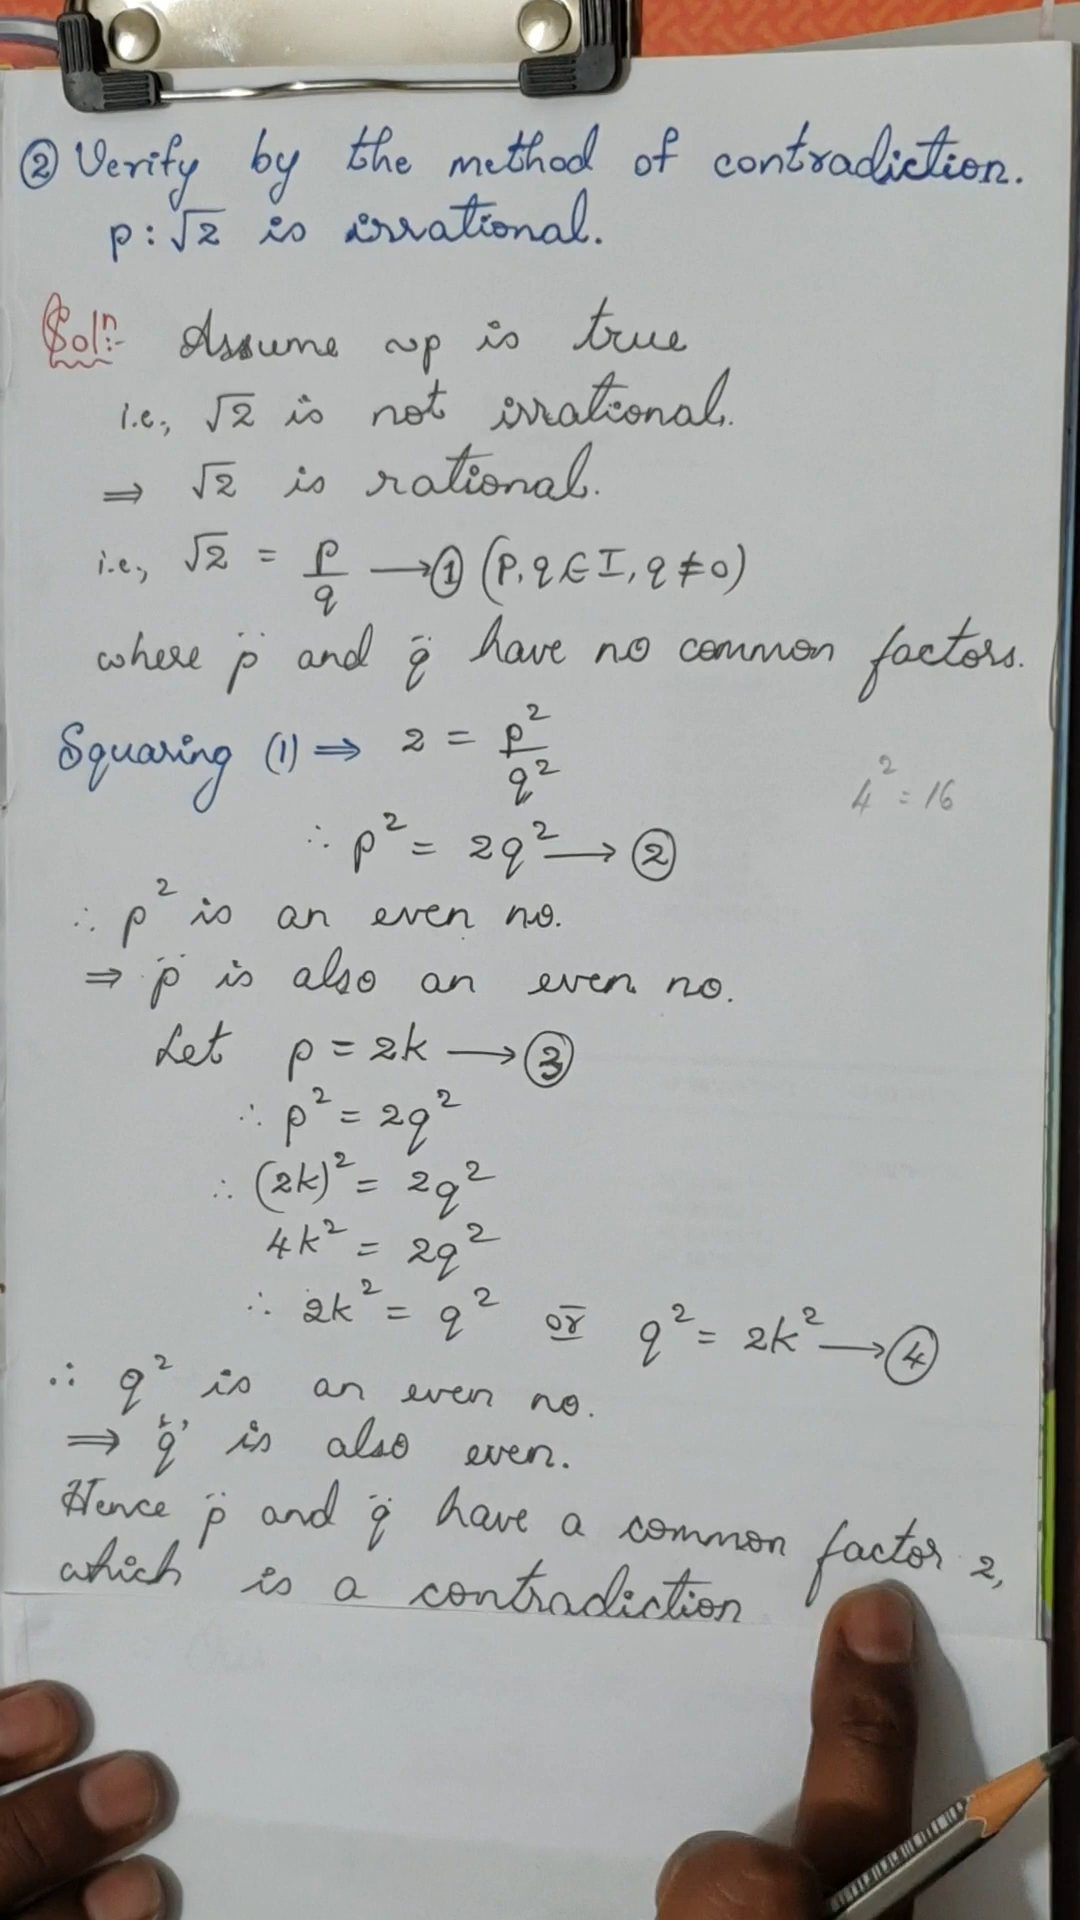 ② Verify by the method of contradiction.
p : √2 is irrational.
Solⁿ:- Assume ~p is true
i.e., √2 is not irrational.
⇒ √2 is rational.
i.e., √2 = p/q → ① (p, q ∈ I, q ≠ 0)
where 'p' and 'q' have no common factors.
Squaring (1) ⇒ 2 = p²/q²
4² = 16
∴ p² = 2q² → ②
∴ p² is an even no.
⇒ 'p' is also an even no.
Let p = 2k → ③
∴ p² = 2q²
∴ (2k)² = 2q²
4k² = 2q²
∴ 2k² = q² or q² = 2k² → ④
∴ q² is an even no.
⇒ 'q' is also even.
Hence 'p' and 'q' have a common factor 2,
which is a contradiction